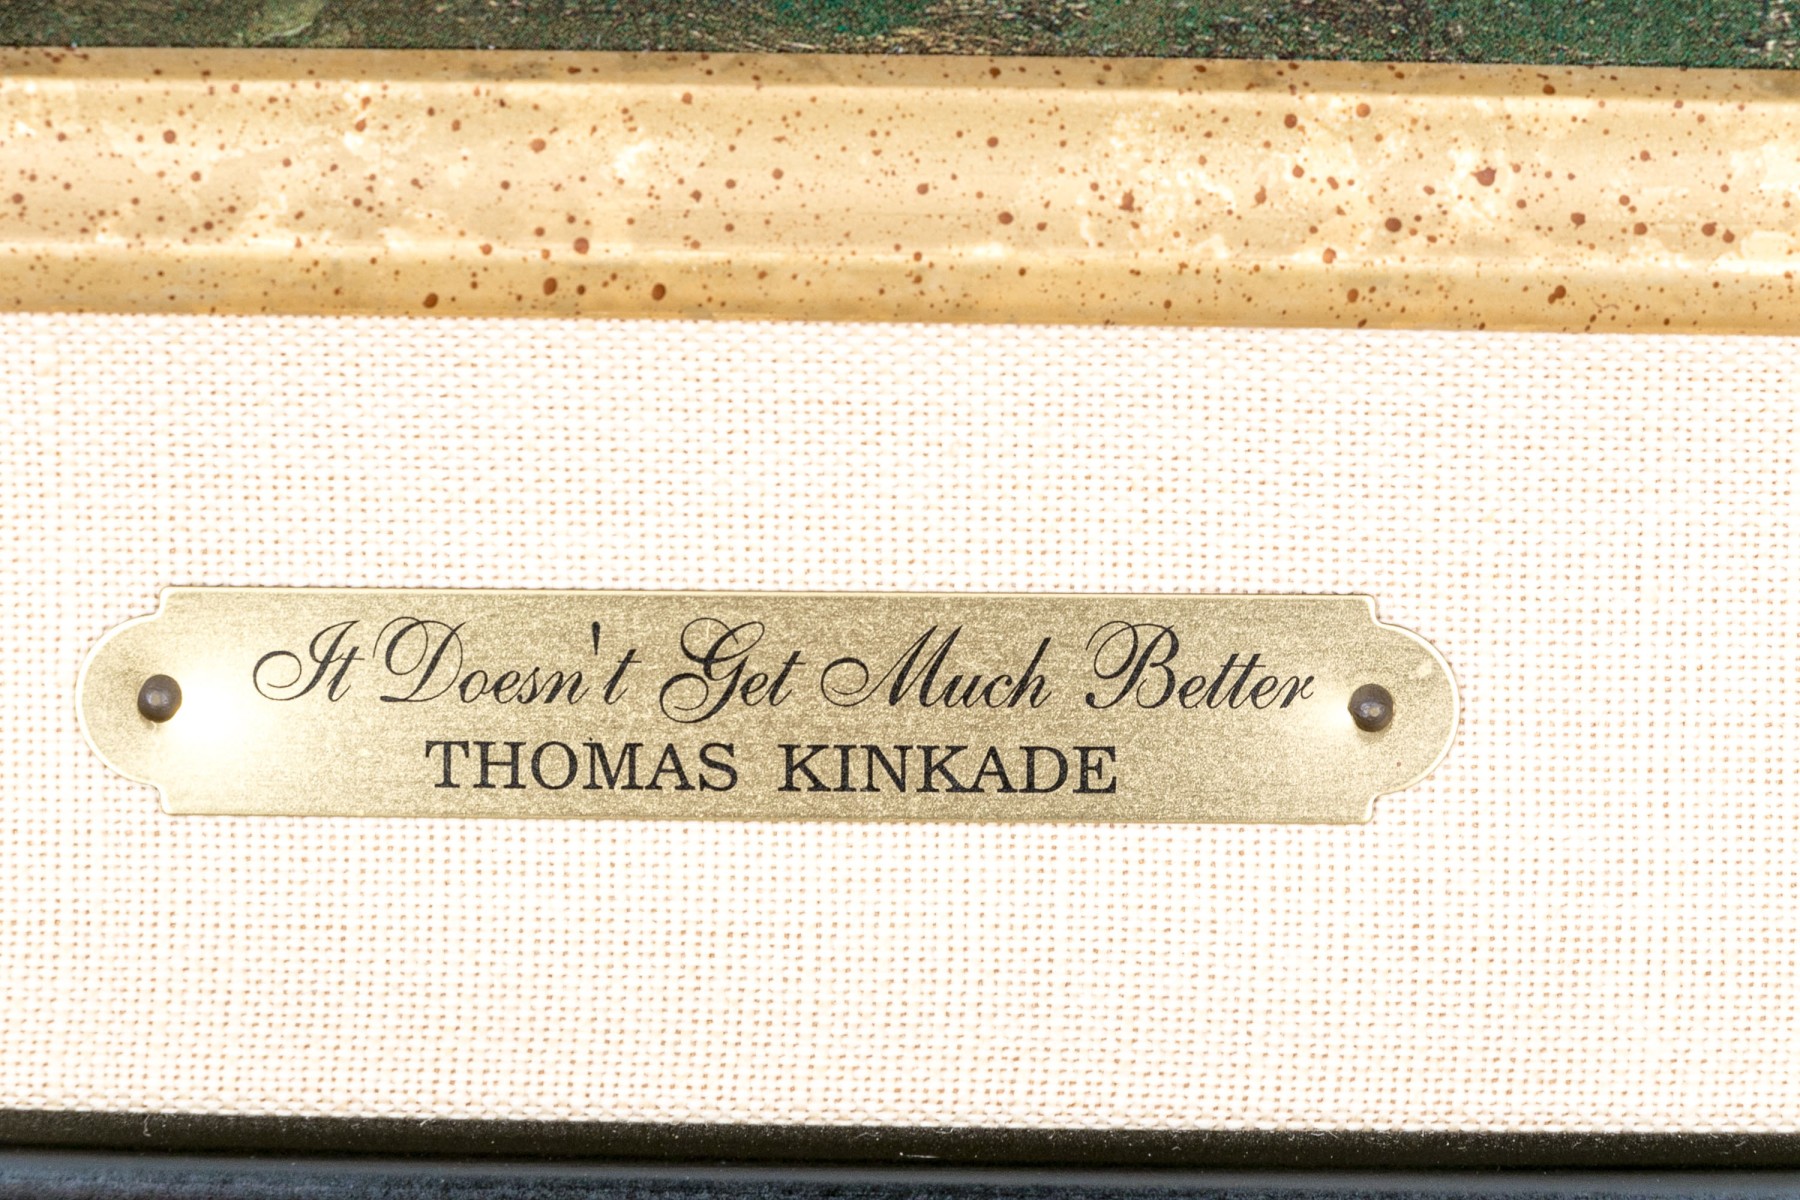 It Doesn't Get Much Better
THOMAS KINKADE